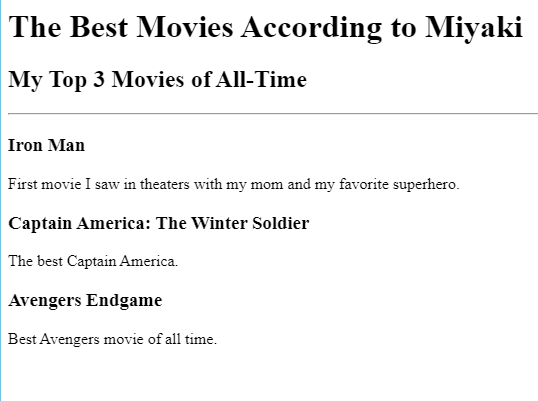 The Best Movies According to Miyaki
My Top 3 Movies of All-Time
Iron Man
First movie I saw in theaters with my mom and my favorite superhero.
Captain America: The Winter Soldier
The best Captain America.
Avengers Endgame
Best Avengers movie of all time.